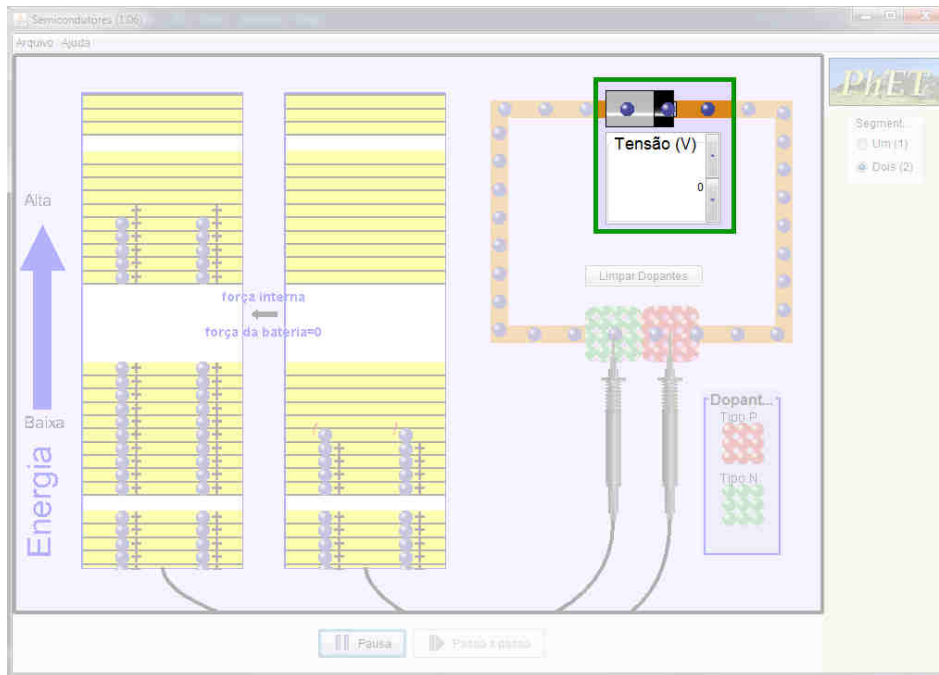 Semicondutores (1.06)
Arquivo Ajuda
PhET
Segment...
Um (1)
Dois (2)
Tensão (V)
0
Alta
Baixa
Energia
força interna
força da bateria=0
Limpar Dopantes
Dopant...
Tipo P
Tipo N
Pausa
Passo a passo